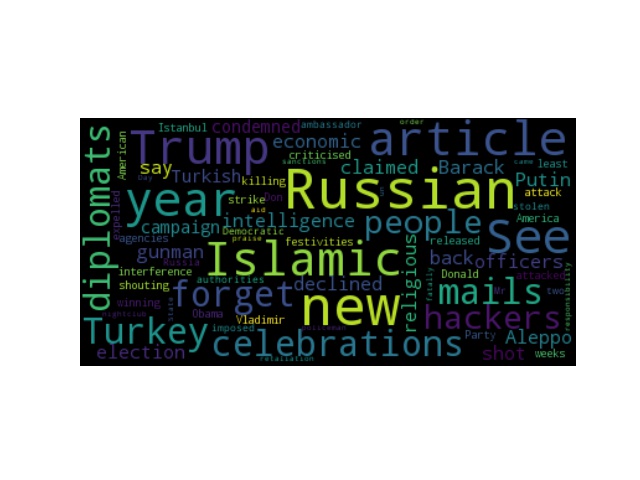 diplomats
American
Istanbul
condemned
ambassador
order
Trump
economic
article
criticised
sanctions
came
least
say
Turkish
killing
claimed
Barack
Putin
attack
expelled
Day
year
strike
Don
Russian
stolen
America
aid
campaign
intelligence
people
see
agencies
Democratic
praise
festivities
released
gunman
Russia
Islamic
religious
back
officers
interference
authorities
declined
fatally
Donald
attacked
shouting
forget
new
mails
Mr
two
responsibility
winning
state
Obama
hackers
nightclub
Vladimir
Turkey
imposed
policeman
celebrations
Party
Aleppo
election
retaliation
shot
weeks